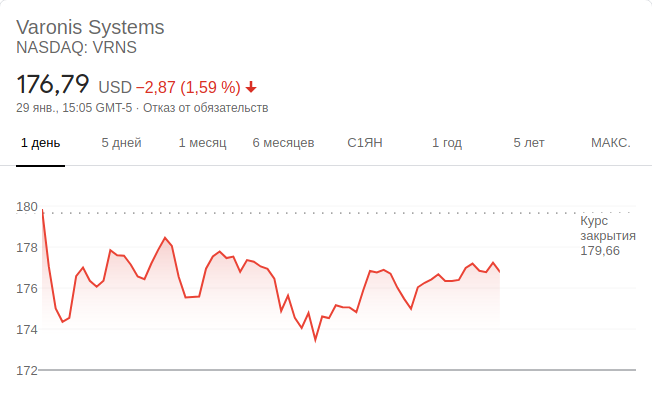 Varonis Systems
NASDAQ: VRNS
176,79 USD −2,87 (1,59 %)
29 янв., 15:05 GMT-5 · Отказ от обязательств
1 день 5 дней 1 месяц 6 месяцев С1ЯН 1 год 5 лет МАКС.
180
Курс
закрытия
179,66
178
176
174
172